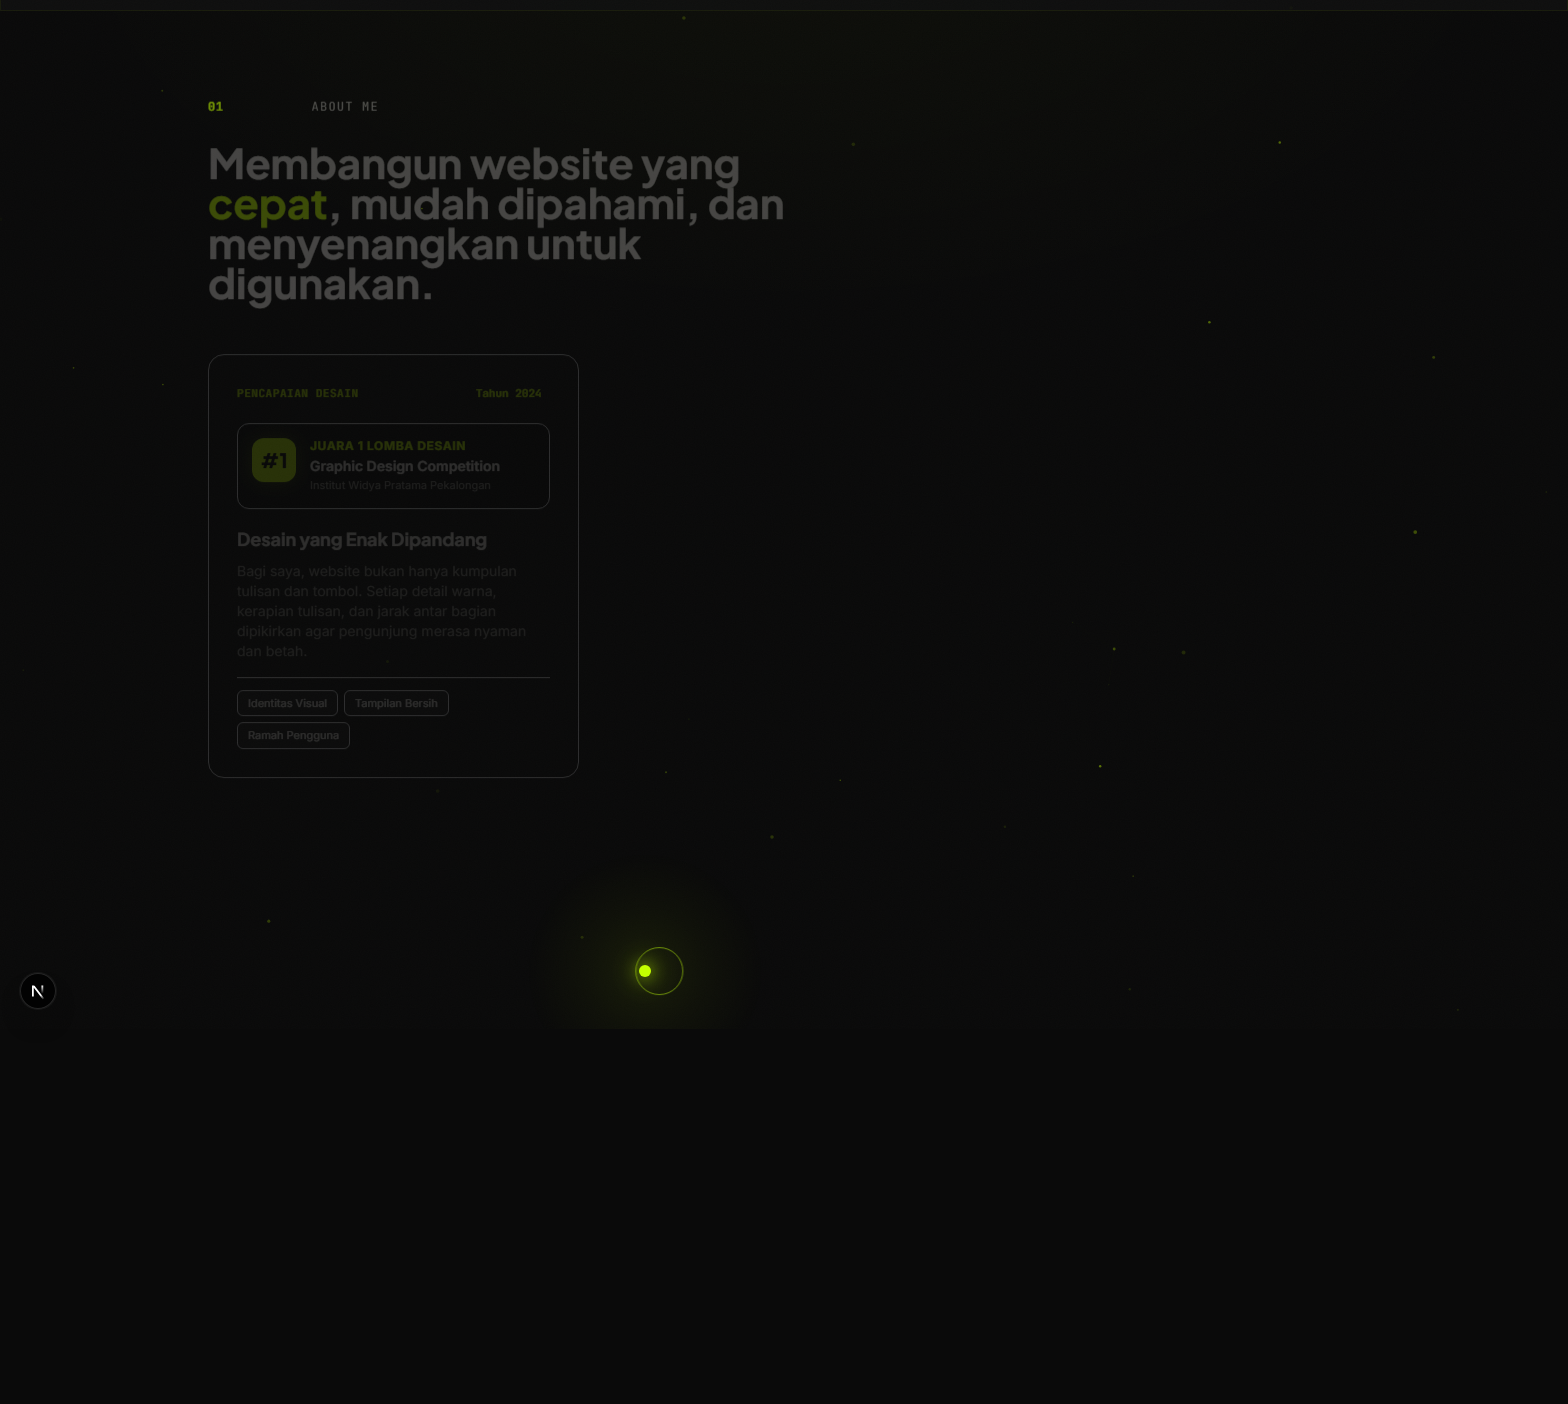 01 ABOUT ME
Membangun website yang
cepat, mudah dipahami, dan
menyenangkan untuk
digunakan.
PENCAPAIAN DESAIN Tahun 2024
#1
JUARA 1 LOMBA DESAIN
Graphic Design Competition
Institut Widya Pratama Pekalongan
Desain yang Enak Dipandang
Bagi saya, website bukan hanya kumpulan
tulisan dan tombol. Setiap detail warna,
kerapian tulisan, dan jarak antar bagian
dipikirkan agar pengunjung merasa nyaman
dan betah.
Identitas Visual Tampilan Bersih
Ramah Pengguna
N